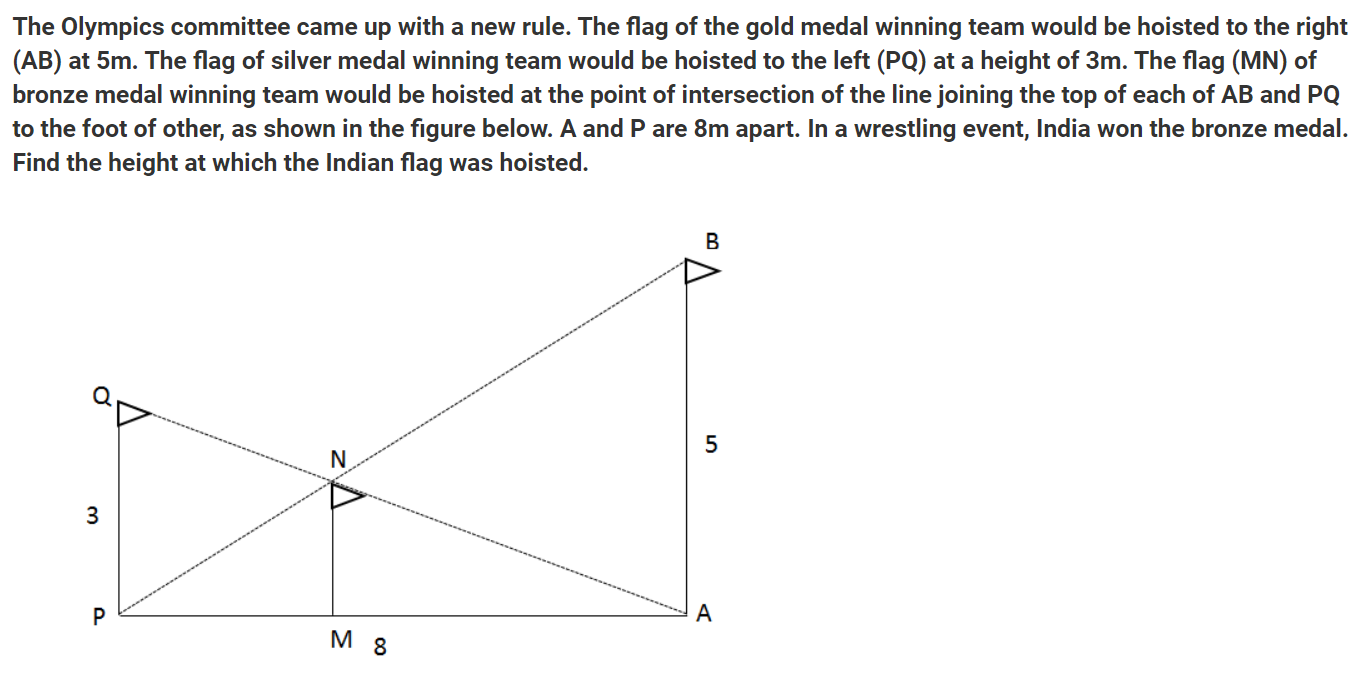 The Olympics committee came up with a new rule. The flag of the gold medal winning team would be hoisted to the right
(AB) at 5m. The flag of silver medal winning team would be hoisted to the left (PQ) at a height of 3m. The flag (MN) of
bronze medal winning team would be hoisted at the point of intersection of the line joining the top of each of AB and PQ
to the foot of other, as shown in the figure below. A and P are 8m apart. In a wrestling event, India won the bronze medal.
Find the height at which the Indian flag was hoisted.
B
Q
N
5
3
P
A
M 8